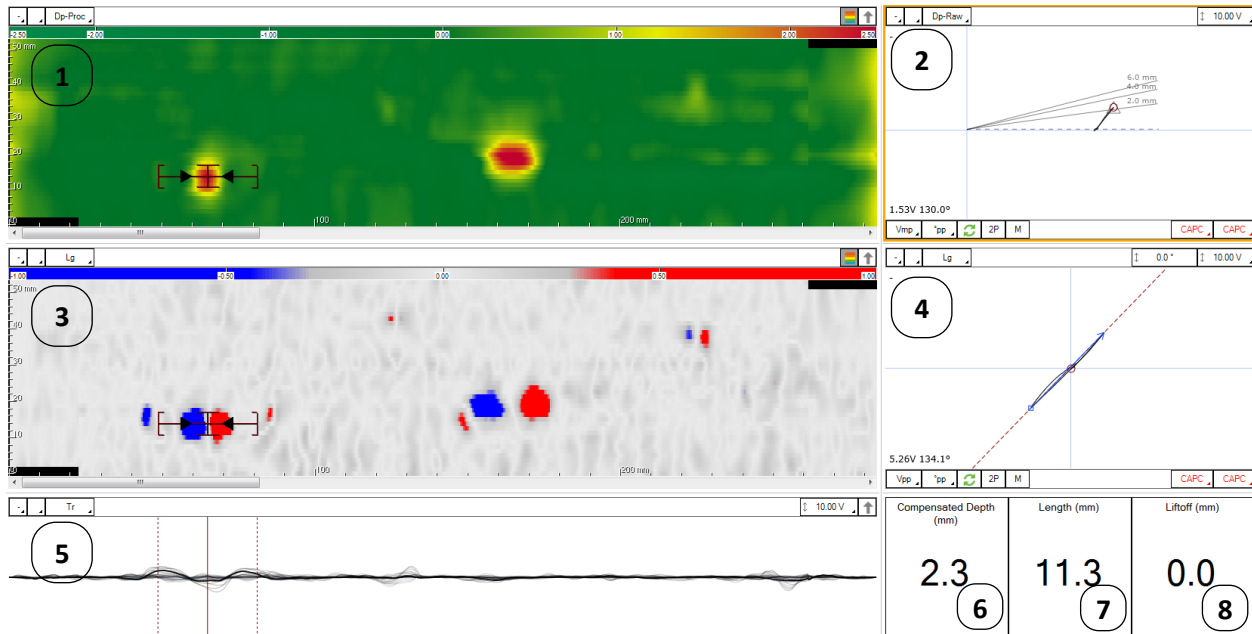 Dp-Proc
-2.50 -2.00 -1.00 0.00 1.00 2.00 2.50
50 mm
40
30
20
10
100
200 mm
1
Dp-Raw
10.00 V
2
6.0 mm
4.0 mm
2.0 mm
1.53V 130.0°
Vmp °pp 2P M CAPC CAPC
Lg
-1.00 -0.50 0.00 0.50 1.00
50 mm
40
30
20
10
100
200 mm
3
Lg
0.0 ° 10.00 V
4
5.26V 134.1°
Vpp °pp 2P M CAPC CAPC
Tr
10.00 V
5
Compensated Depth
(mm)
2.3
6
Length (mm)
11.3
7
Liftoff (mm)
0.0
8